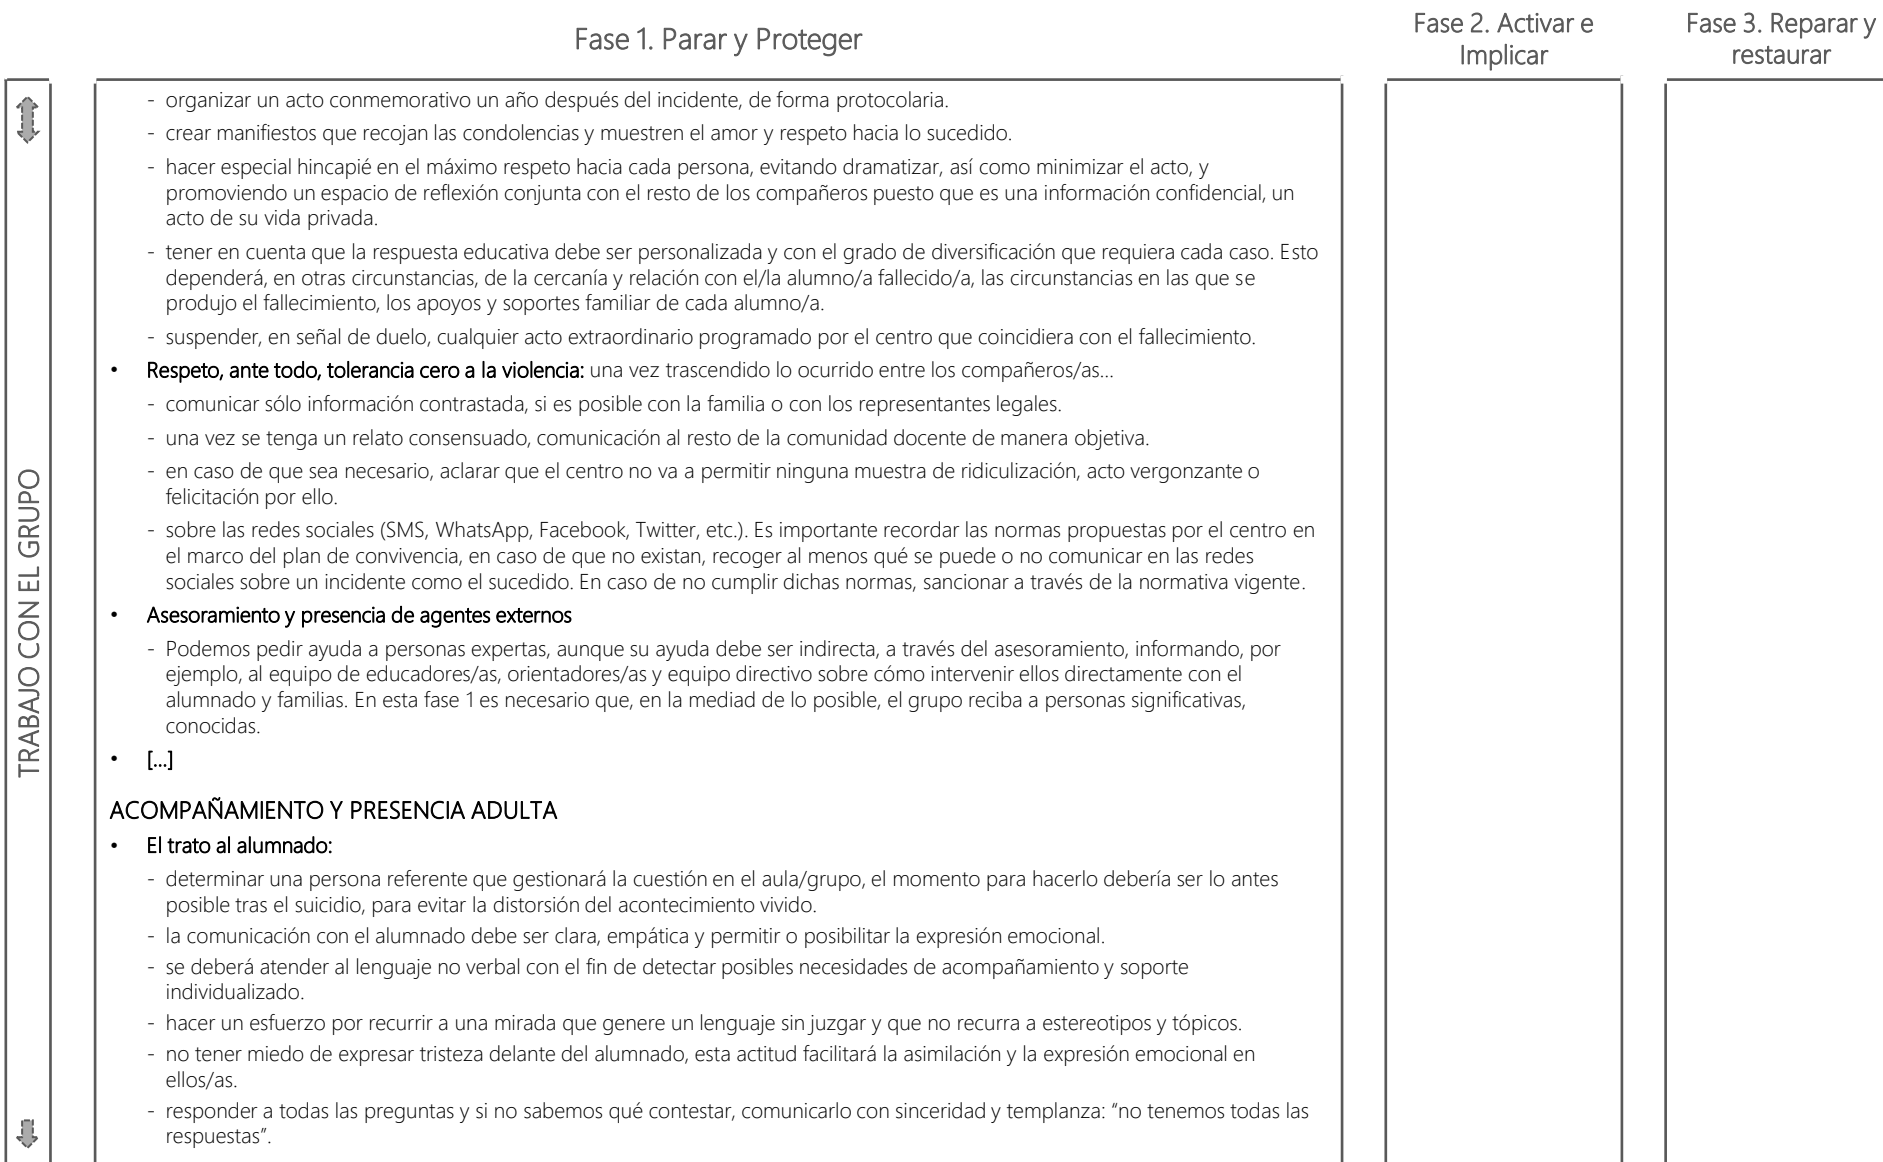 Fase 1. Parar y Proteger
Fase 2. Activar e
Implicar
Fase 3. Reparar y
restaurar
TRABAJO CON EL GRUPO
- organizar un acto conmemorativo un año después del incidente, de forma protocolaria.
- crear manifiestos que recojan las condolencias y muestren el amor y respeto hacia lo sucedido.
- hacer especial hincapié en el máximo respeto hacia cada persona, evitando dramatizar, así como minimizar el acto, y
promoviendo un espacio de reflexión conjunta con el resto de los compañeros puesto que es una información confidencial, un
acto de su vida privada.
- tener en cuenta que la respuesta educativa debe ser personalizada y con el grado de diversificación que requiera cada caso. Esto
dependerá, en otras circunstancias, de la cercanía y relación con el/la alumno/a fallecido/a, las circunstancias en las que se
produjo el fallecimiento, los apoyos y soportes familiar de cada alumno/a.
- suspender, en señal de duelo, cualquier acto extraordinario programado por el centro que coincidiera con el fallecimiento.
• Respeto, ante todo, tolerancia cero a la violencia: una vez trascendido lo ocurrido entre los compañeros/as…
- comunicar sólo información contrastada, si es posible con la familia o con los representantes legales.
- una vez se tenga un relato consensuado, comunicación al resto de la comunidad docente de manera objetiva.
- en caso de que sea necesario, aclarar que el centro no va a permitir ninguna muestra de ridiculización, acto vergonzante o
felicitación por ello.
- sobre las redes sociales (SMS, WhatsApp, Facebook, Twitter, etc.). Es importante recordar las normas propuestas por el centro en
el marco del plan de convivencia, en caso de que no existan, recoger al menos qué se puede o no comunicar en las redes
sociales sobre un incidente como el sucedido. En caso de no cumplir dichas normas, sancionar a través de la normativa vigente.
• Asesoramiento y presencia de agentes externos
- Podemos pedir ayuda a personas expertas, aunque su ayuda debe ser indirecta, a través del asesoramiento, informando, por
ejemplo, al equipo de educadores/as, orientadores/as y equipo directivo sobre cómo intervenir ellos directamente con el
alumnado y familias. En esta fase 1 es necesario que, en la mediad de lo posible, el grupo reciba a personas significativas,
conocidas.
• […]
ACOMPAÑAMIENTO Y PRESENCIA ADULTA
• El trato al alumnado:
- determinar una persona referente que gestionará la cuestión en el aula/grupo, el momento para hacerlo debería ser lo antes
posible tras el suicidio, para evitar la distorsión del acontecimiento vivido.
- la comunicación con el alumnado debe ser clara, empática y permitir o posibilitar la expresión emocional.
- se deberá atender al lenguaje no verbal con el fin de detectar posibles necesidades de acompañamiento y soporte
individualizado.
- hacer un esfuerzo por recurrir a una mirada que genere un lenguaje sin juzgar y que no recurra a estereotipos y tópicos.
- no tener miedo de expresar tristeza delante del alumnado, esta actitud facilitará la asimilación y la expresión emocional en
ellos/as.
- responder a todas las preguntas y si no sabemos qué contestar, comunicarlo con sinceridad y templanza: “no tenemos todas las
respuestas”.